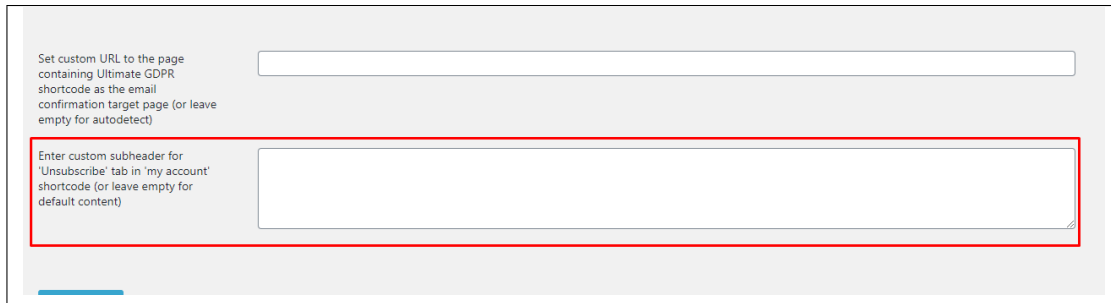 Set custom URL to the page
containing Ultimate GDPR
shortcode as the email
confirmation target page (or leave
empty for autodetect)
Enter custom subheader for
'Unsubscribe' tab in 'my account'
shortcode (or leave empty for
default content)